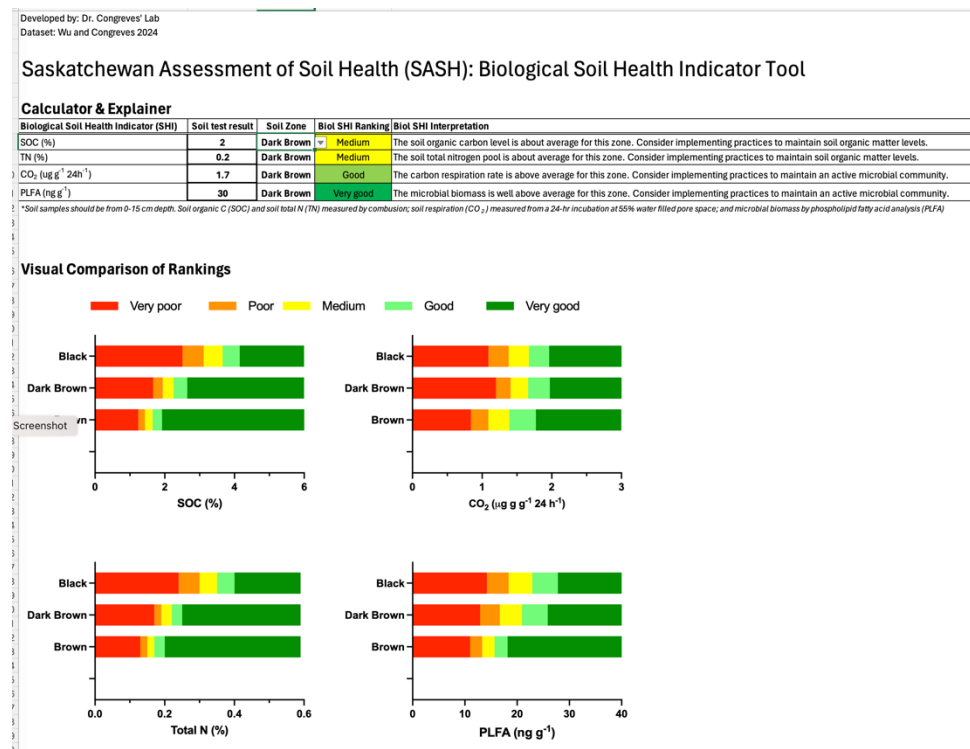 Developed by: Dr. Congreves' Lab
Dataset: Wu and Congreves 2024
Saskatchewan Assessment of Soil Health (SASH): Biological Soil Health Indicator Tool
Calculator & Explainer
Biological Soil Health Indicator (SHI) Soil test result Soil Zone Biol SHI Ranking Biol SHI Interpretation
SOC (%) 2 Dark Brown Medium The soil organic carbon level is about average for this zone. Consider implementing practices to maintain soil organic matter levels.
TN (%) 0.2 Dark Brown Medium The soil total nitrogen pool is about average for this zone. Consider implementing practices to maintain soil organic matter levels.
CO₂ (ug g⁻¹ 24h⁻¹) 1.7 Dark Brown Good The carbon respiration rate is above average for this zone. Consider implementing practices to maintain an active microbial community.
PLFA (ng g⁻¹) 30 Dark Brown Very good The microbial biomass is well above average for this zone. Consider implementing practices to maintain an active microbial community.
*Soil samples should be from 0-15 cm depth. Soil organic C (SOC) and soil total N (TN) measured by combusion; soil respiration (CO₂) measured from a 24-hr incubation at 55% water filled pore space; and microbial biomass by phospholipid fatty acid analysis (PLFA)
Visual Comparison of Rankings
Very poor Poor Medium Good Very good
Black
Dark Brown
wn
Screenshot
0 2 4 6
SOC (%)
Black
Dark Brown
Brown
0 1 2 3
CO₂ (µg g g⁻¹ 24 h⁻¹)
Black
Dark Brown
Brown
0.0 0.2 0.4 0.6
Total N (%)
Black
Dark Brown
Brown
0 10 20 30 40
PLFA (ng g⁻¹)